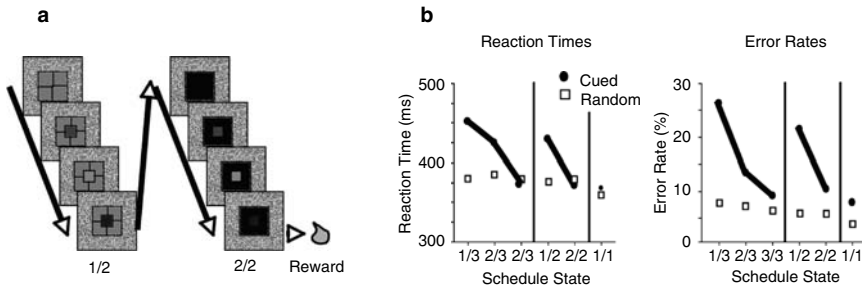 a
1/2
2/2
Reward
b
Reaction Times
Reaction Time (ms)
500
400
350
300
Cued
Random
1/3 2/3 2/3 1/2 2/2 1/1
Schedule State
Error Rates
Error Rate (%)
30
20
10
0
1/3 2/3 3/3 1/2 2/2 1/1
Schedule State